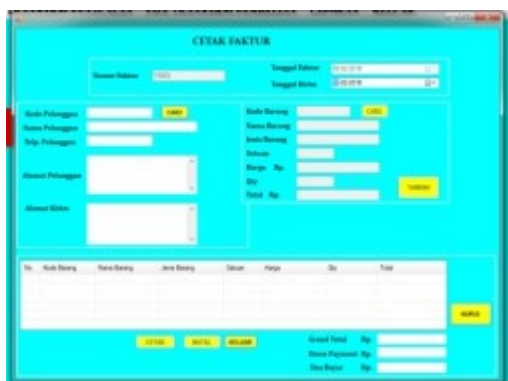 CETAK FAKTUR
Nomor Faktur
Tanggal Faktur
Tanggal Kirim
Kode Pelanggan
CARI
Nama Pelanggan
Telp. Pelanggan
Alamat Pelanggan
Alamat Kirim
Kode Barang
CARI
Nama Barang
Jenis Barang
Satuan
Harga Rp.
Qty
Total Rp.
TAMBAH
No. Kode Barang Nama Barang Jenis Barang Satuan Harga Qty Total
HAPUS
CETAK BATAL KELUAR
Grand Total Rp.
Down Payment Rp.
Sisa Bayar Rp.